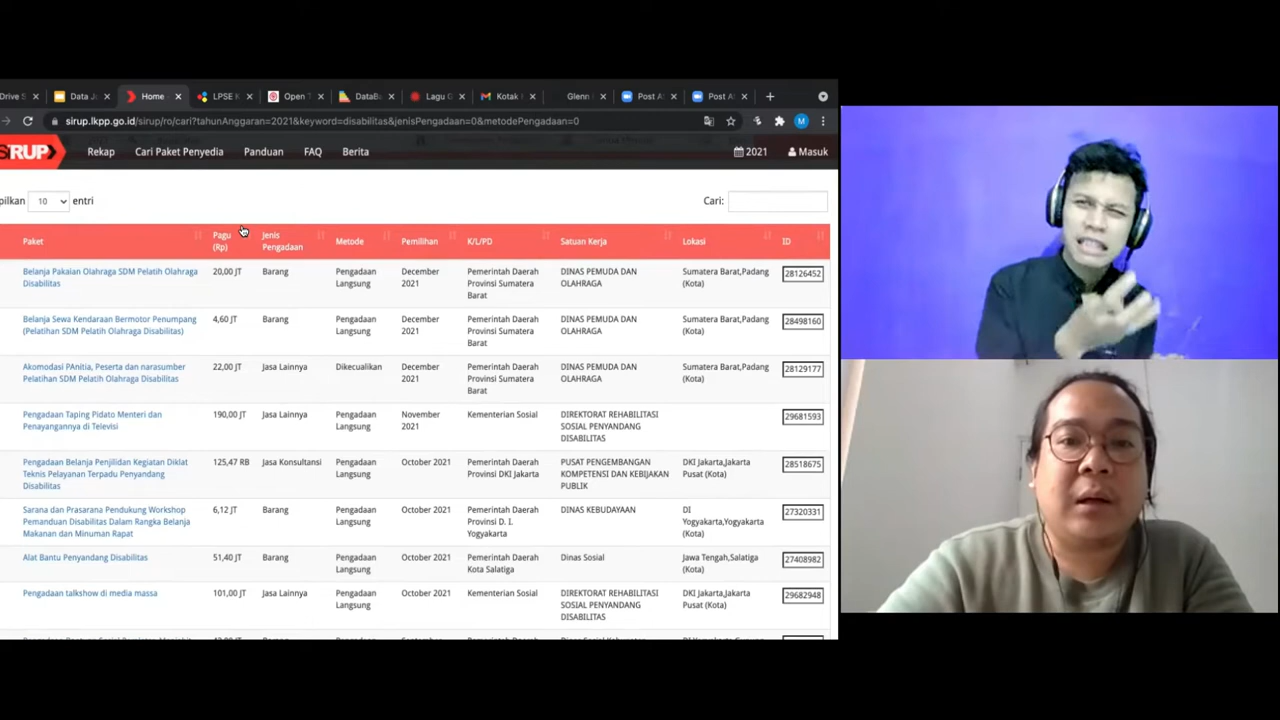 Drive S
Data J
Home -
LPSE K
Open T
DataBa
Lagu G
Kotak
Glenn
Post A
Post A
M
sirup.lkpp.go.id/sirup/ro/cari?tahunAnggaran=2021&keyword=disabilitas&jenisPengadaan=0&metodePengadaan=0
SiRUP
Rekap Cari Paket Penyedia Panduan FAQ Berita 2021 Masuk
pilkan 10 entri Cari:
Paket Pagu (Rp) Jenis Pengadaan Metode Pemilihan K/L/PD Satuan Kerja Lokasi ID
Belanja Pakaian Olahraga SDM Pelatih Olahraga
Disabilitas
20,00 JT
Barang
Pengadaan
Langsung
December
2021
Pemerintah Daerah
Provinsi Sumatera
Barat
DINAS PEMUDA DAN
OLAHRAGA
Sumatera Barat,Padang
(Kota)
28126452
Belanja Sewa Kendaraan Bermotor Penumpang
(Pelatihan SDM Pelatih Olahraga Disabilitas)
4,60 JT
Barang
Pengadaan
Langsung
December
2021
Pemerintah Daerah
Provinsi Sumatera
Barat
DINAS PEMUDA DAN
OLAHRAGA
Sumatera Barat,Padang
(Kota)
28498160
Akomodasi PAnitia, Peserta dan narasumber
Pelatihan SDM Pelatih Olahraga Disabilitas
22,00 JT
Jasa Lainnya
Dikecualikan
December
2021
Pemerintah Daerah
Provinsi Sumatera
Barat
DINAS PEMUDA DAN
OLAHRAGA
Sumatera Barat,Padang
(Kota)
28129177
Pengadaan Taping Pidato Menteri dan
Penayangannya di Televisi
190,00 JT
Jasa Lainnya
Pengadaan
Langsung
November
2021
Kementerian Sosial
DIREKTORAT REHABILITASI
SOSIAL PENYANDANG
DISABILITAS
29681593
Pengadaan Belanja Penjilidan Kegiatan Diklat
Teknis Pelayanan Terpadu Penyandang
Disabilitas
125,47 RB
Jasa Konsultansi
Pengadaan
Langsung
October 2021
Pemerintah Daerah
Provinsi DKI Jakarta
PUSAT PENGEMBANGAN
KOMPETENSI DAN KEBIJAKAN
PUBLIK
DKI Jakarta,Jakarta
Pusat (Kota)
28518675
Sarana dan Prasarana Pendukung Workshop
Pemanduan Disabilitas Dalam Rangka Belanja
Makanan dan Minuman Rapat
6,12 JT
Barang
Pengadaan
Langsung
October 2021
Pemerintah Daerah
Provinsi D. I.
Yogyakarta
DINAS KEBUDAYAAN
DI
Yogyakarta,Yogyakarta
(Kota)
27320331
Alat Bantu Penyandang Disabilitas
51,40 JT
Barang
Pengadaan
Langsung
October 2021
Pemerintah Daerah
Kota Salatiga
Dinas Sosial
Jawa Tengah,Salatiga
(Kota)
27408982
Pengadaan talkshow di media massa
101,00 JT
Jasa Lainnya
Pengadaan
Langsung
October 2021
Kementerian Sosial
DIREKTORAT REHABILITASI
SOSIAL PENYANDANG
DISABILITAS
DKI Jakarta,Jakarta
Pusat (Kota)
29682948